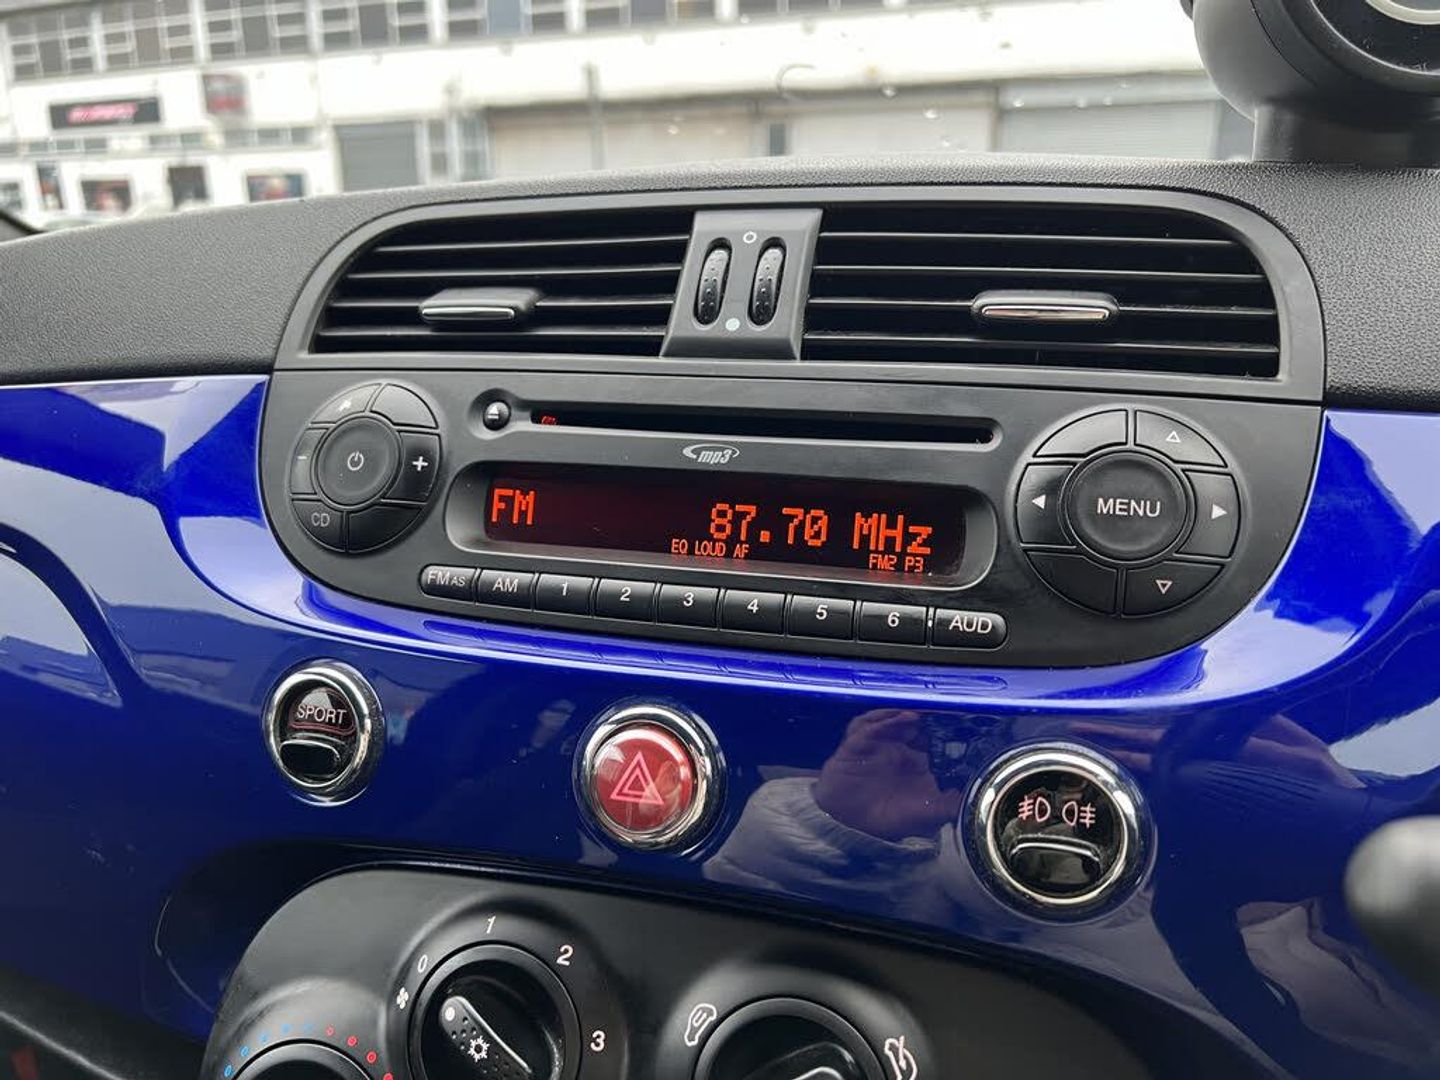 mp3
FM 87.70 MHz
EQ LOUD AF FM2 P3
CD
MENU
FM AS AM 1 2 3 4 5 6 AUD
SPORT
0 1 2 3